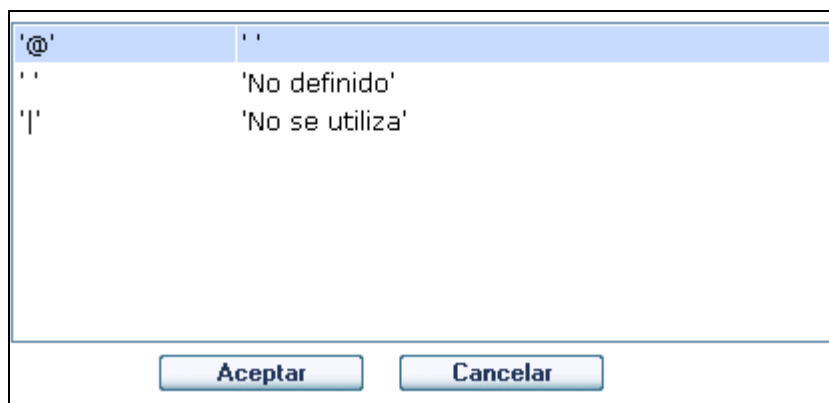 '@' ' '
' ' 'No definido'
'|' 'No se utiliza'
Aceptar Cancelar